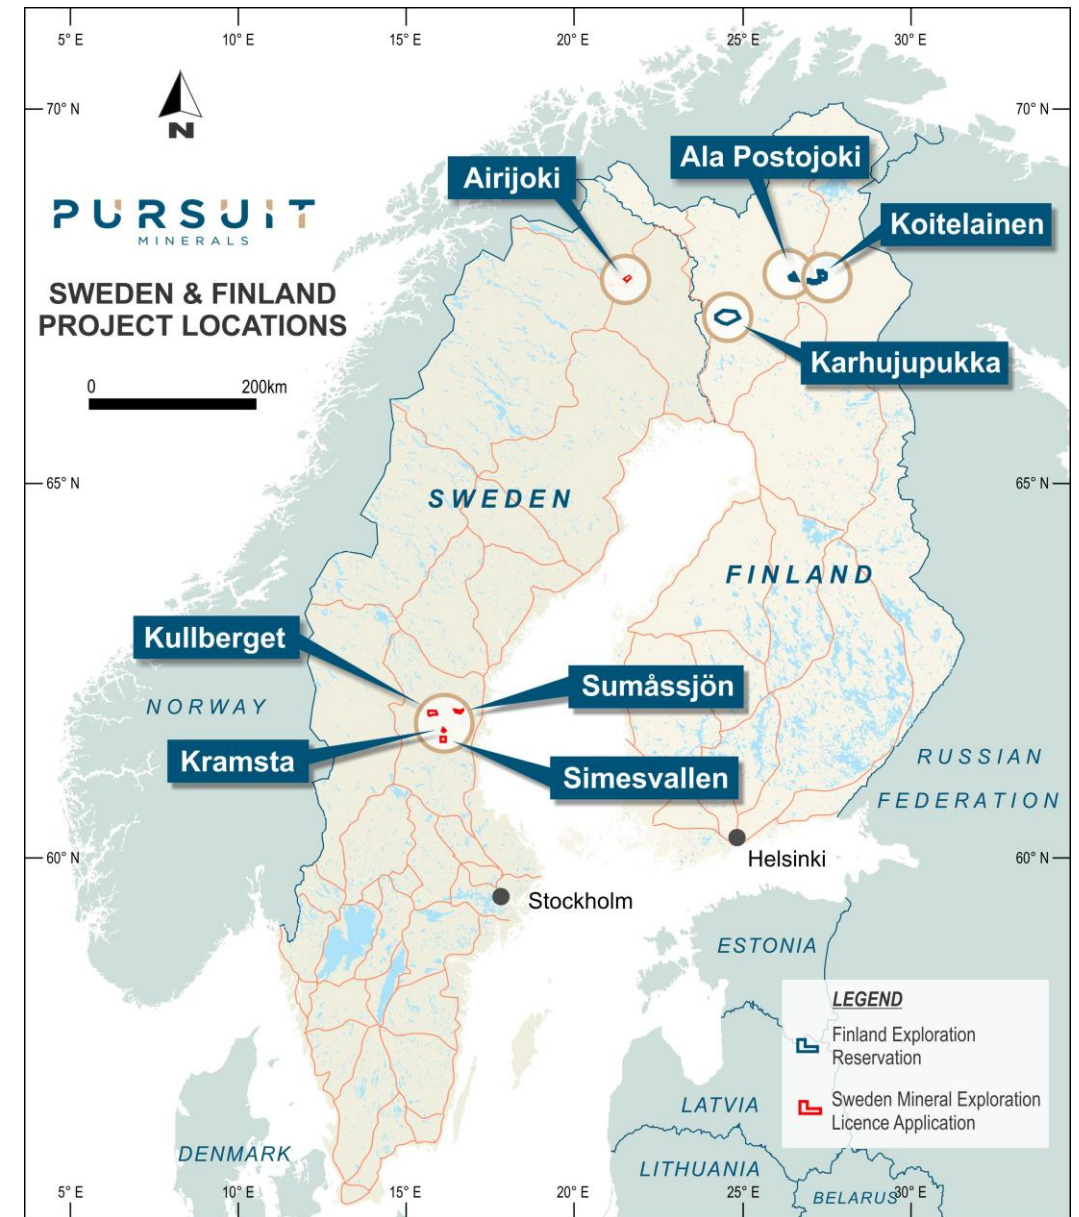 5° E
10° E
15° E
20° E
25° E
30° E
70° N
70° N
N
PURSUIT
MINERALS
SWEDEN & FINLAND
PROJECT LOCATIONS
0
200km
Airijoki
Ala Postojoki
Koitelainen
Karhujupukka
65° N
65° N
SWEDEN
FINLAND
Kullberget
Sumåssjön
NORWAY
Kramsta
Simesvallen
RUSSIAN
FEDERATION
60° N
60° N
Helsinki
Stockholm
ESTONIA
LEGEND
Finland Exploration
Reservation
Sweden Mineral Exploration
Licence Application
LATVIA
DENMARK
LITHUANIA
BELARUS
5° E
10° E
15° E
20° E
25° E
30° E